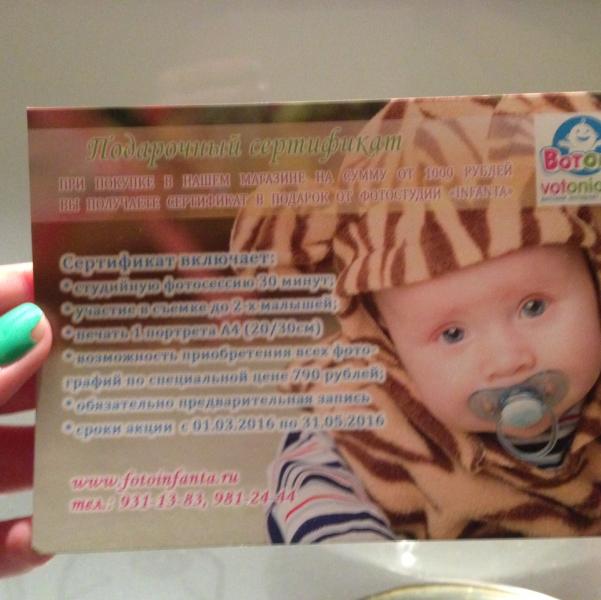 Подарочный сертификат
ПРИ ПОКУПКЕ В НАШЕМ МАГАЗИНЕ НА СУММУ ОТ 1000 РУБЛЕЙ
ВЫ ПОЛУЧАЕТЕ СЕРТИФИКАТ В ПОДАРОК ОТ ФОТОСТУДИИ «INFANTA»
Вотон
votonia
Сертификат включает:
* студийную фотосессию 30 минут;
* участие в съемке до 2-х малышей;
* печать 1 портрета А4 (20/30см)
* возможность приобретения всех фото-
графий по специальной цене 790 рублей;
* обязательно предварительная запись
* сроки акции с 01.03.2016 по 31.05.2016
www.fotoinfanta.ru
тел.: 931-13-83, 981-24-44